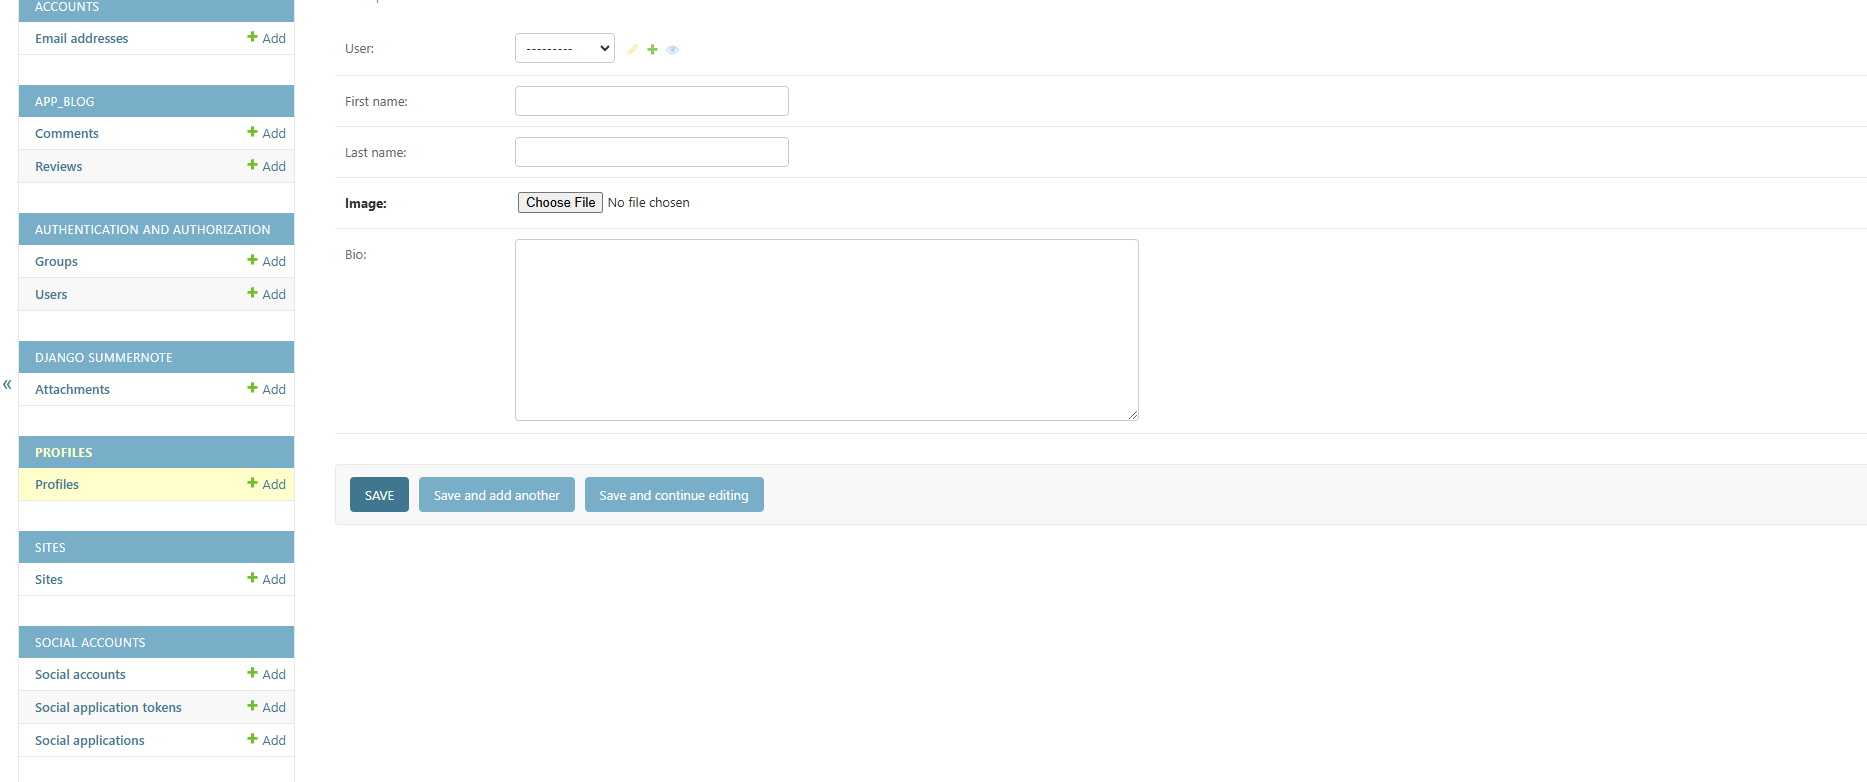 ACCOUNTS
Email addresses Add
APP_BLOG
Comments Add
Reviews Add
AUTHENTICATION AND AUTHORIZATION
Groups Add
Users Add
DJANGO SUMMERNOTE
Attachments Add
«
PROFILES
Profiles Add
SITES
Sites Add
SOCIAL ACCOUNTS
Social accounts Add
Social application tokens Add
Social applications Add
User: ---------
First name:
Last name:
Image: Choose File No file chosen
Bio:
SAVE Save and add another Save and continue editing